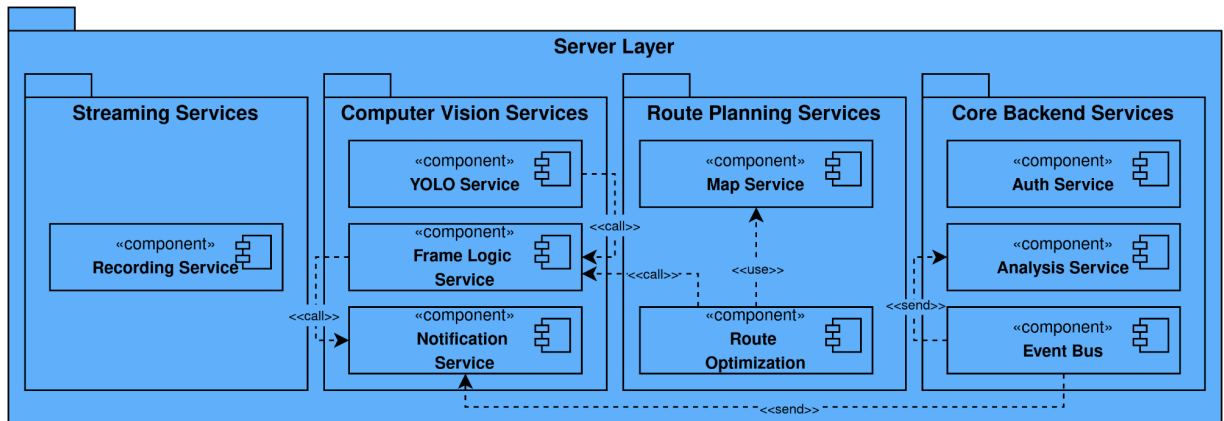 Server Layer
Streaming Services
«component»
Recording Service
Computer Vision Services
«component»
YOLO Service
<<call>>
«component»
Frame Logic
Service
<<call>>
«component»
Notification
Service
Route Planning Services
«component»
Map Service
<<call>>
<<use>>
«component»
Route
Optimization
Core Backend Services
«component»
Auth Service
«component»
Analysis Service
<<send>>
«component»
Event Bus
<<send>>